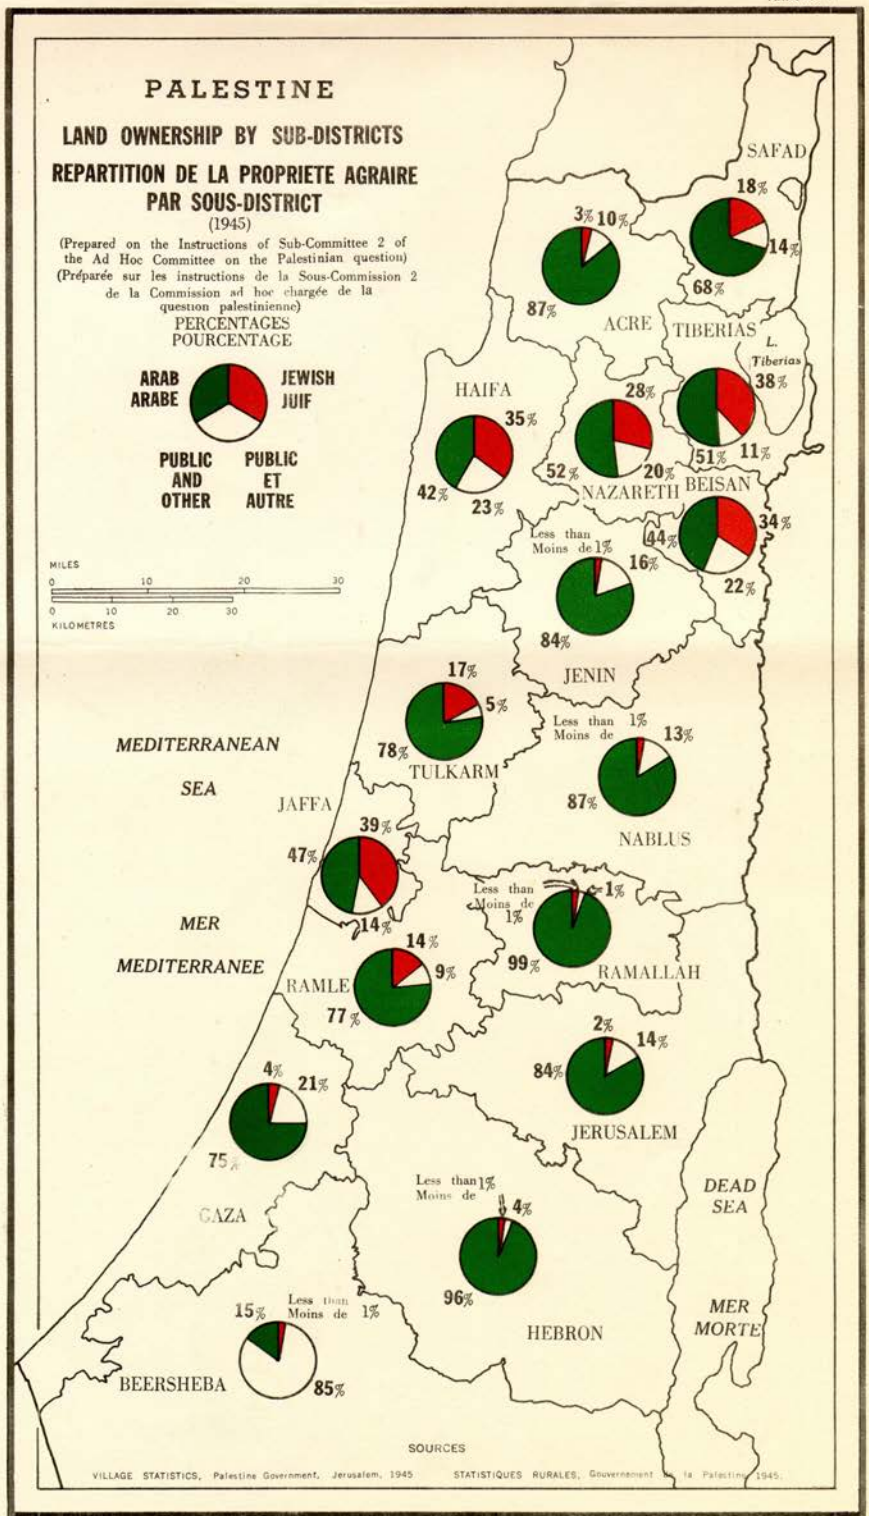 PALESTINE
LAND OWNERSHIP BY SUB-DISTRICTS
REPARTITION DE LA PROPRIETE AGRAIRE
PAR SOUS-DISTRICT
(1945)
(Prepared on the Instructions of Sub-Committee 2 of
the Ad Hoc Committee on the Palestinian question)
(Préparée sur les instructions de la Sous-Commission 2
de la Commission ad hoc chargée de la
question palestinienne)
PERCENTAGES
POURCENTAGE
ARAB
ARABE
JEWISH
JUIF
PUBLIC
AND
OTHER
PUBLIC
ET
AUTRE
MILES
0 10 20 30
0 10 20 30
KILOMETRES
SAFAD
18%
14%
68%
3% 10%
87%
ACRE
TIBERIAS
L.
Tiberias
38%
51% 11%
HAIFA
35%
42%
23%
28%
52% 20%
NAZARETH
BEISAN
34%
44%
22%
Less than
Moins de 1%
16%
84%
JENIN
17%
5%
78%
TULKARM
Less than 1%
Moins de
13%
87%
NABLUS
MEDITERRANEAN
SEA
JAFFA
39%
47%
14%
Less than
Moins de
1%
1%
99%
RAMALLAH
MER
MEDITERRANEE
14%
9%
RAMLE
77%
2%
14%
84%
JERUSALEM
4%
21%
75%
GAZA
DEAD
SEA
Less than 1%
Moins de
4%
96%
HEBRON
MER
MORTE
15%
Less than
Moins de 1%
BEERSHEBA
85%
SOURCES
VILLAGE STATISTICS, Palestine Government, Jerusalem, 1945
STATISTIQUES RURALES, Gouvernement de la Palestine 1945.